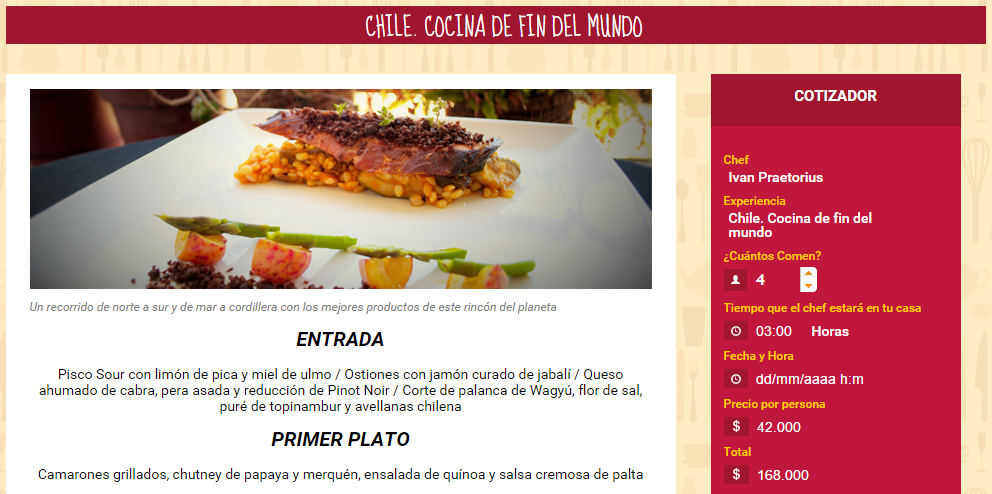 CHILE. COCINA DE FIN DEL MUNDO
Un recorrido de norte a sur y de mar a cordillera con los mejores productos de este rincón del planeta
ENTRADA
Pisco Sour con limón de pica y miel de ulmo / Ostiones con jamón curado de jabalí / Queso
ahumado de cabra, pera asada y reducción de Pinot Noir / Corte de palanca de Wagyú, flor de sal,
puré de topinambur y avellanas chilena
PRIMER PLATO
Camarones grillados, chutney de papaya y merquén, ensalada de quínoa y salsa cremosa de palta
COTIZADOR
Chef
Ivan Praetorius
Experiencia
Chile. Cocina de fin del
mundo
¿Cuántos Comen?
4
Tiempo que el chef estará en tu casa
03:00 Horas
Fecha y Hora
dd/mm/aaaa h:m
Precio por persona
$ 42.000
Total
$ 168.000